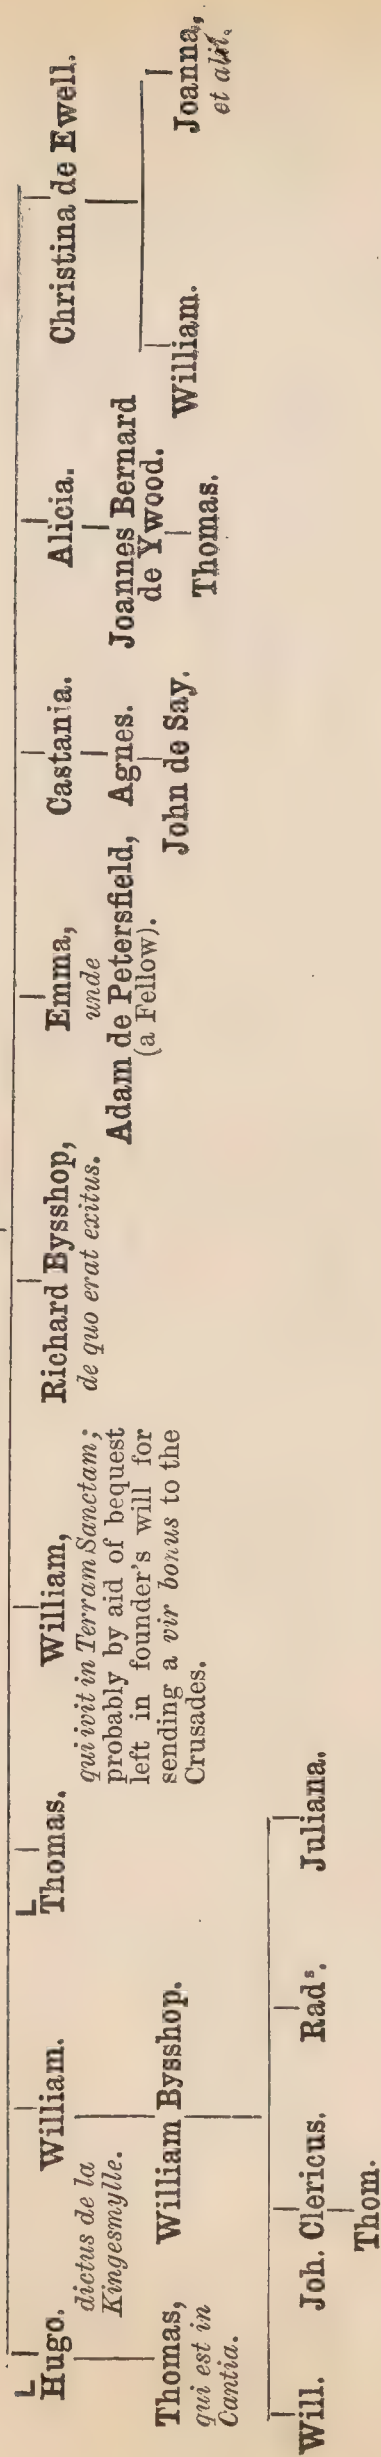 L
Hugo.
dictus de la
Kingesmylle.
Thomas,
qui est in
Cantia.
William.
William Bysshop.
Will.
Joh. Clericus.
Thom.
Radˢ.
Juliana.
L
Thomas.
William,
qui ivit in Terram Sanctam;
probably by aid of bequest
left in founder's will for
sending a vir bonus to the
Crusades.
Richard Bysshop,
de quo erat exitus.
Emma,
unde
Adam de Petersfield,
(a Fellow).
Castania.
Agnes.
John de Say.
Alicia.
Joannes Bernard
de Ywood.
Thomas.
Christina de Ewell.
William.
Joanna,
et alii.